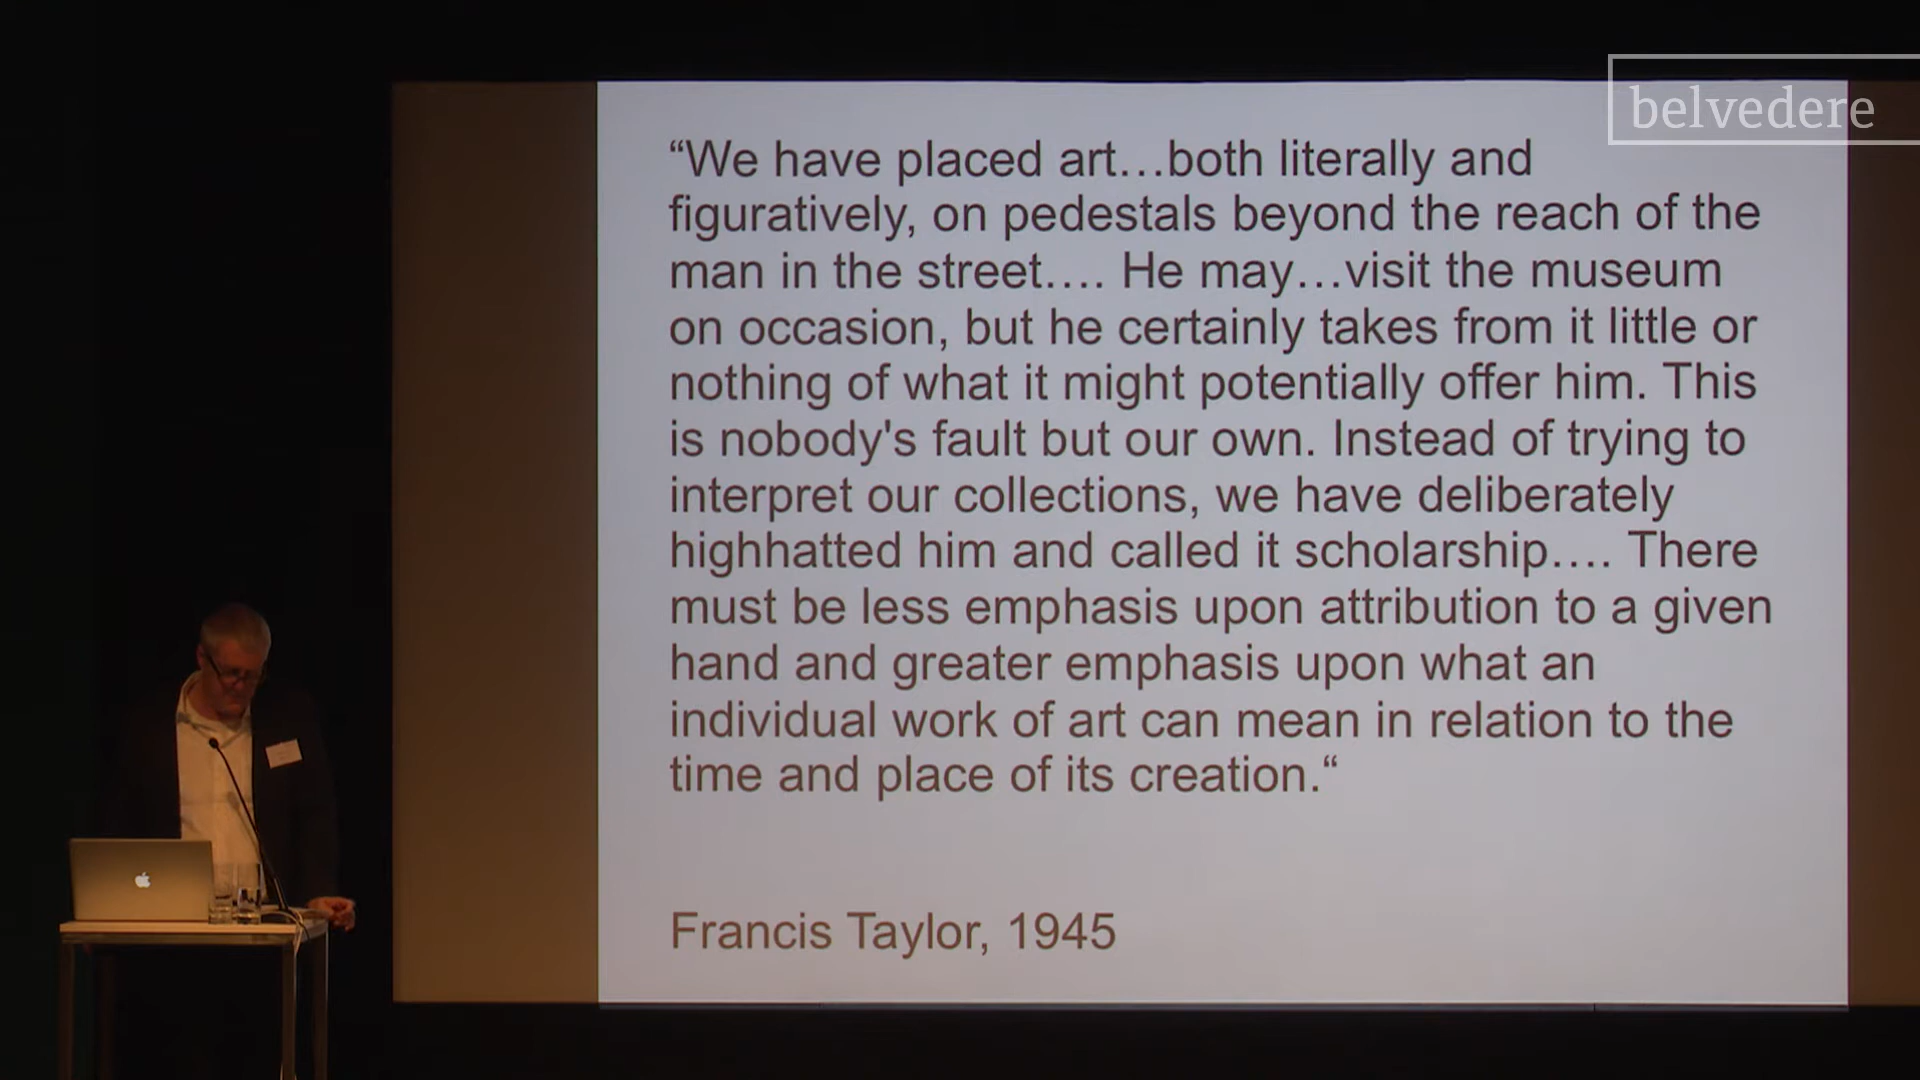 belvedere
“We have placed art…both literally and
figuratively, on pedestals beyond the reach of the
man in the street…. He may…visit the museum
on occasion, but he certainly takes from it little or
nothing of what it might potentially offer him. This
is nobody's fault but our own. Instead of trying to
interpret our collections, we have deliberately
highhatted him and called it scholarship…. There
must be less emphasis upon attribution to a given
hand and greater emphasis upon what an
individual work of art can mean in relation to the
time and place of its creation.“
Francis Taylor, 1945